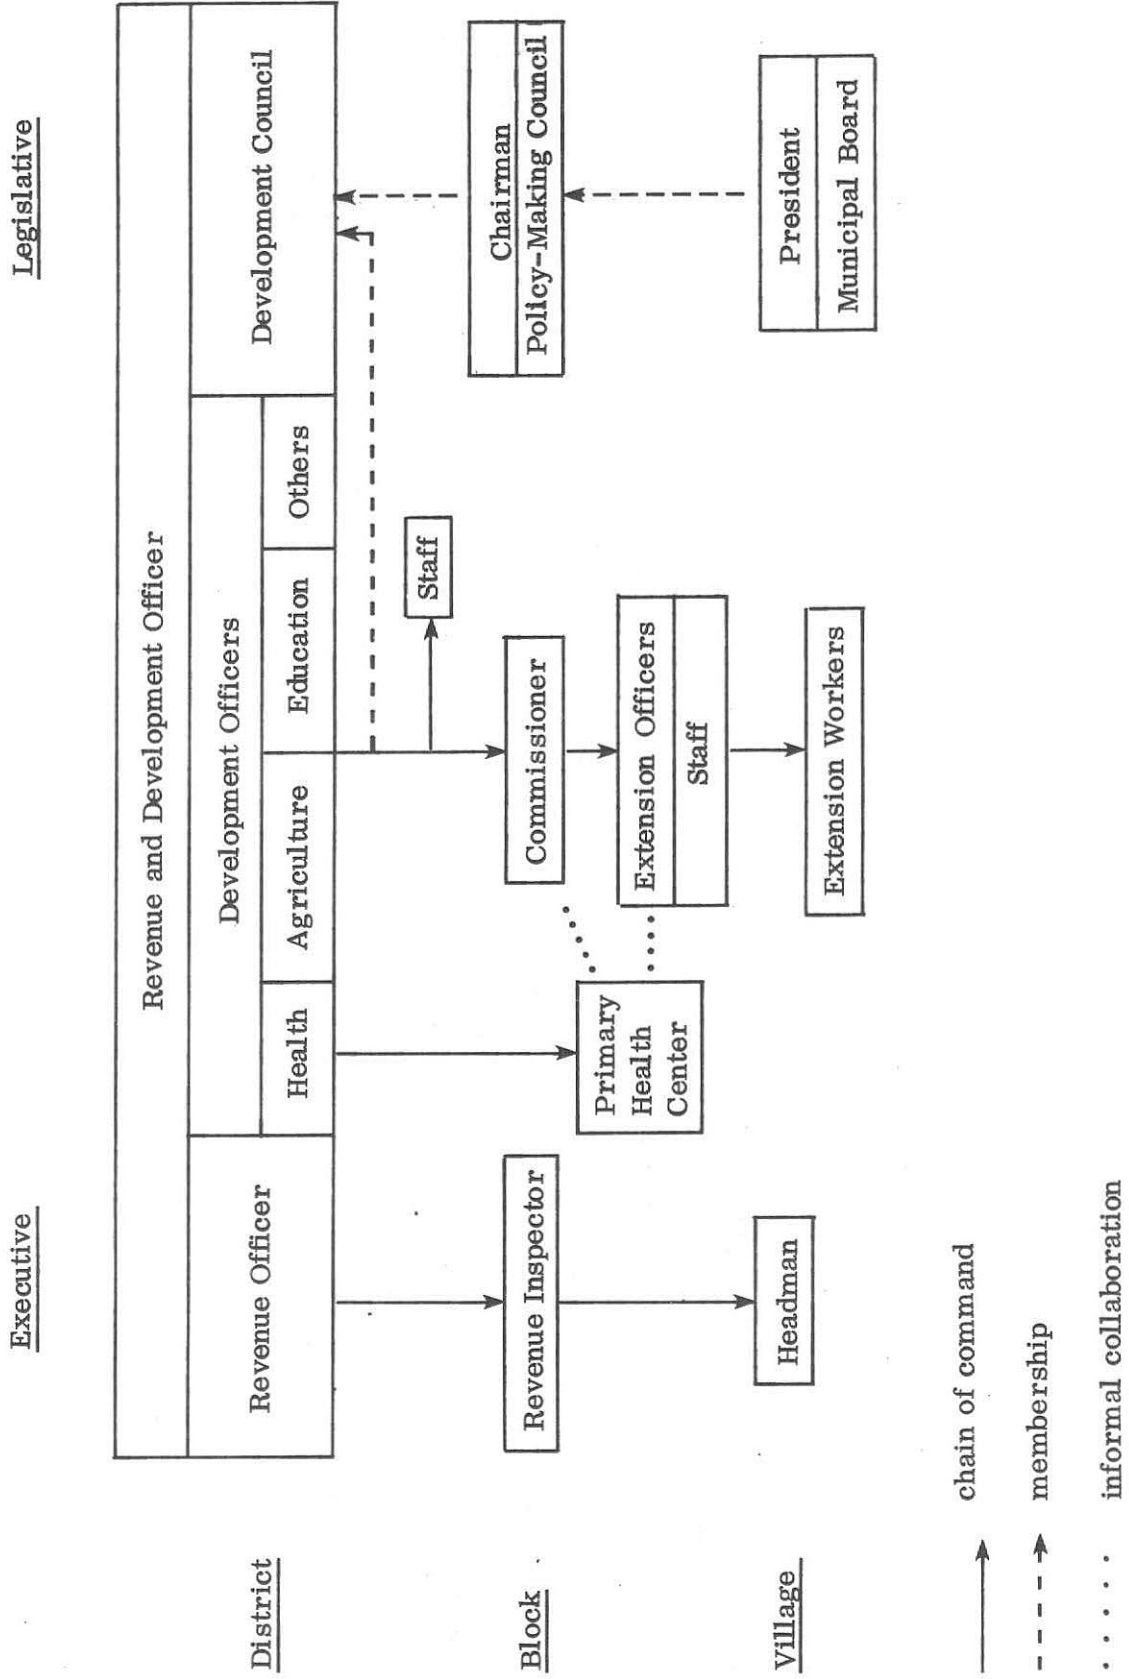 Executive
Legislative
Revenue and Development Officer
Revenue Officer
Development Officers
Development Council
Health
Agriculture
Education
Others
District
Staff
Block
Revenue Inspector
Commissioner
Chairman
Policy-Making Council
Primary
Health
Center
Extension Officers
Staff
Village
Headman
Extension Workers
President
Municipal Board
chain of command
membership
informal collaboration